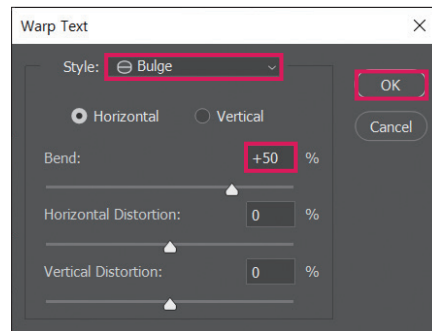 Warp Text
Style: Bulge
OK
Horizontal Vertical
Cancel
Bend: +50 %
Horizontal Distortion: 0 %
Vertical Distortion: 0 %